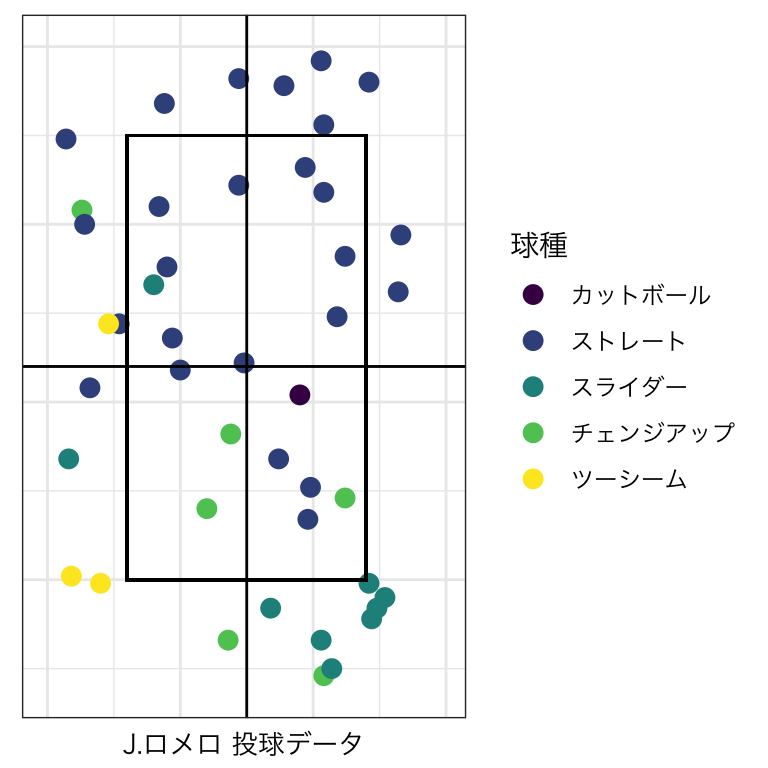 球種
カットボール
ストレート
スライダー
チェンジアップ
ツーシーム
J.ロメロ 投球データ